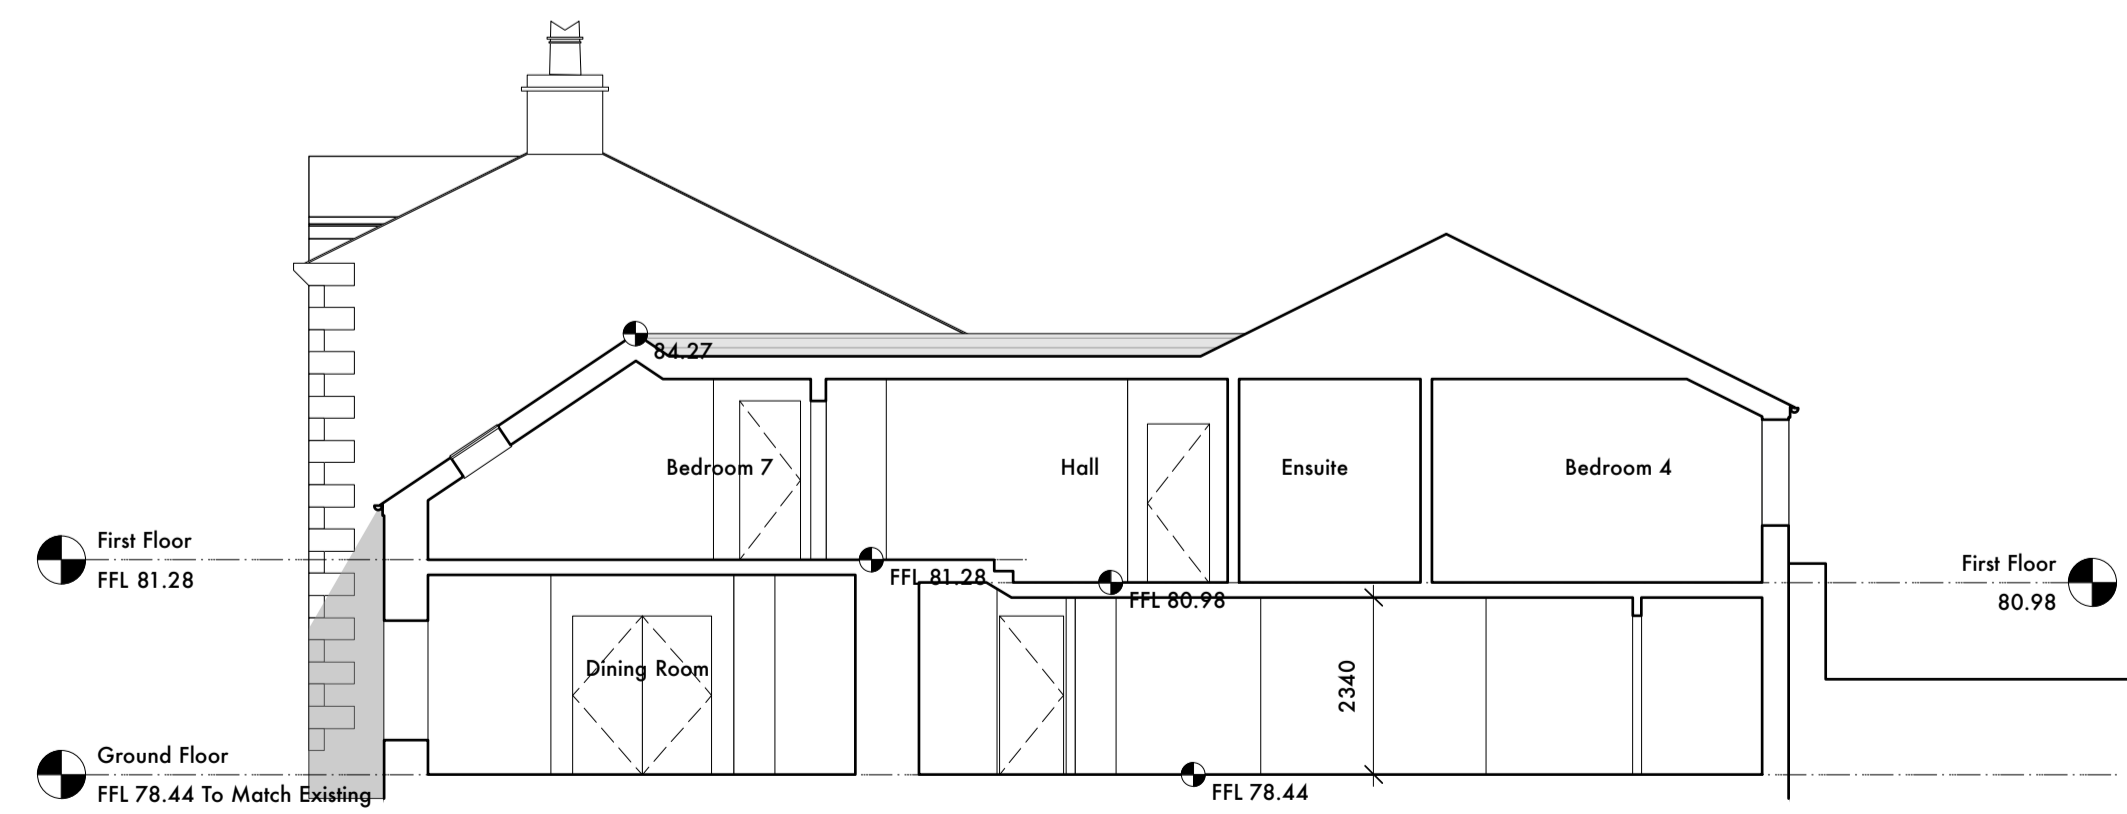 84.27
Bedroom 7
Hall
Ensuite
Bedroom 4
First Floor
FFL 81.28
FFL 81.28
FFL 80.98
First Floor
80.98
Dining Room
2340
Ground Floor
FFL 78.44 To Match Existing
FFL 78.44